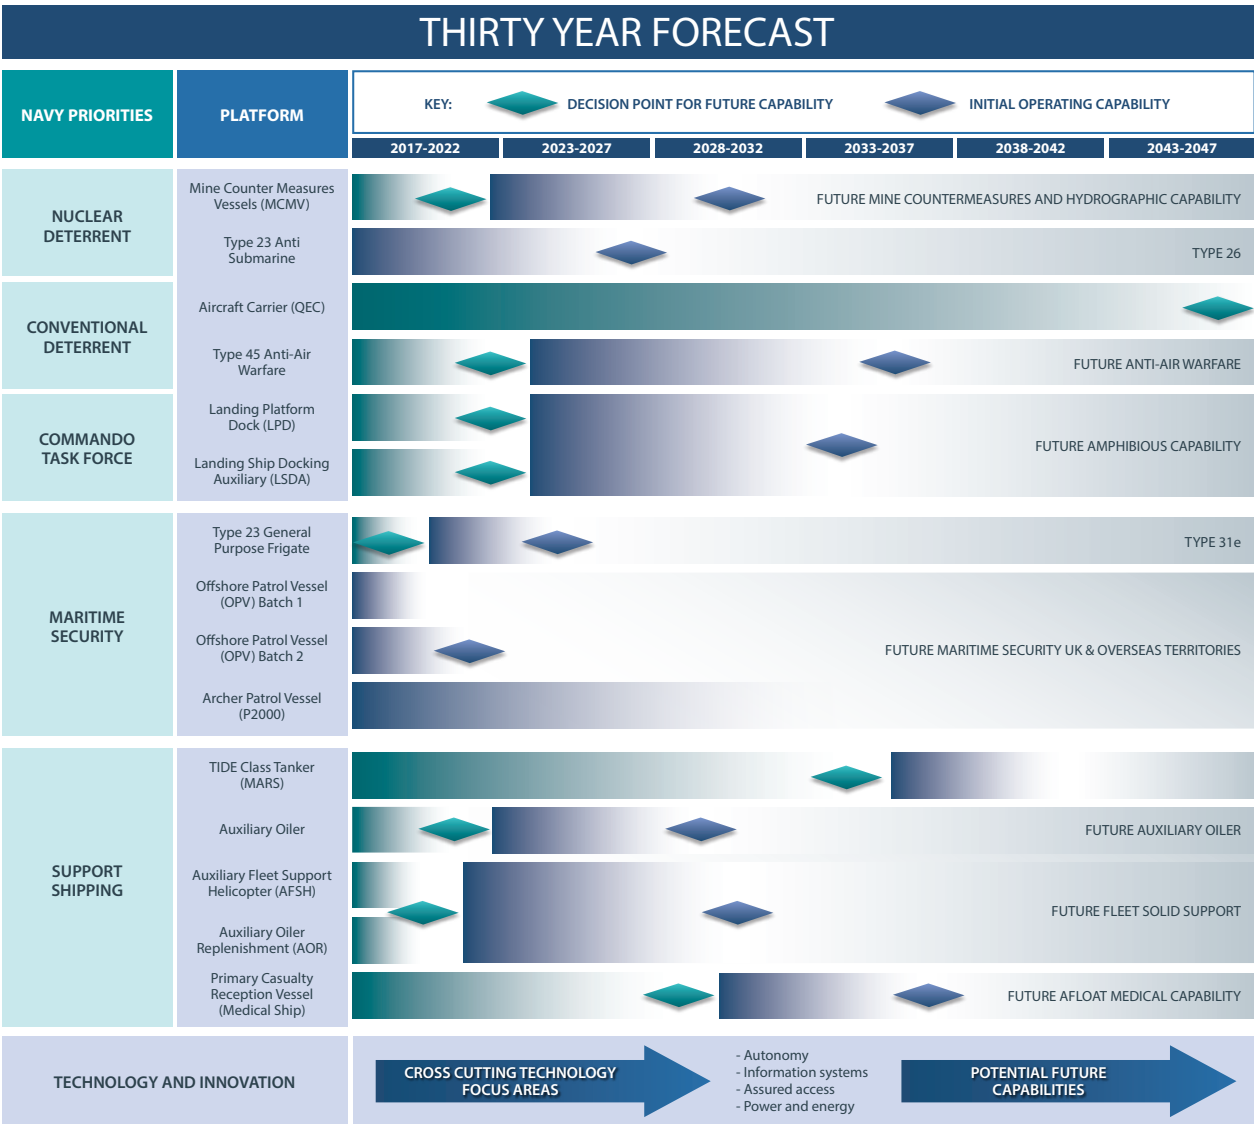 THIRTY YEAR FORECAST
NAVY PRIORITIES
PLATFORM
KEY:
DECISION POINT FOR FUTURE CAPABILITY
INITIAL OPERATING CAPABILITY
2017-2022
2023-2027
2028-2032
2033-2037
2038-2042
2043-2047
NUCLEAR
DETERRENT
Mine Counter Measures
Vessels (MCMV)
FUTURE MINE COUNTERMEASURES AND HYDROGRAPHIC CAPABILITY
Type 23 Anti
Submarine
TYPE 26
CONVENTIONAL
DETERRENT
Aircraft Carrier (QEC)
Type 45 Anti-Air
Warfare
FUTURE ANTI-AIR WARFARE
COMMANDO
TASK FORCE
Landing Platform
Dock (LPD)
Landing Ship Docking
Auxiliary (LSDA)
FUTURE AMPHIBIOUS CAPABILITY
MARITIME
SECURITY
Type 23 General
Purpose Frigate
TYPE 31e
Offshore Patrol Vessel
(OPV) Batch 1
Offshore Patrol Vessel
(OPV) Batch 2
FUTURE MARITIME SECURITY UK & OVERSEAS TERRITORIES
Archer Patrol Vessel
(P2000)
SUPPORT
SHIPPING
TIDE Class Tanker
(MARS)
Auxiliary Oiler
FUTURE AUXILIARY OILER
Auxiliary Fleet Support
Helicopter (AFSH)
Auxiliary Oiler
Replenishment (AOR)
FUTURE FLEET SOLID SUPPORT
Primary Casualty
Reception Vessel
(Medical Ship)
FUTURE AFLOAT MEDICAL CAPABILITY
TECHNOLOGY AND INNOVATION
CROSS CUTTING TECHNOLOGY
FOCUS AREAS
- Autonomy
- Information systems
- Assured access
- Power and energy
POTENTIAL FUTURE
CAPABILITIES